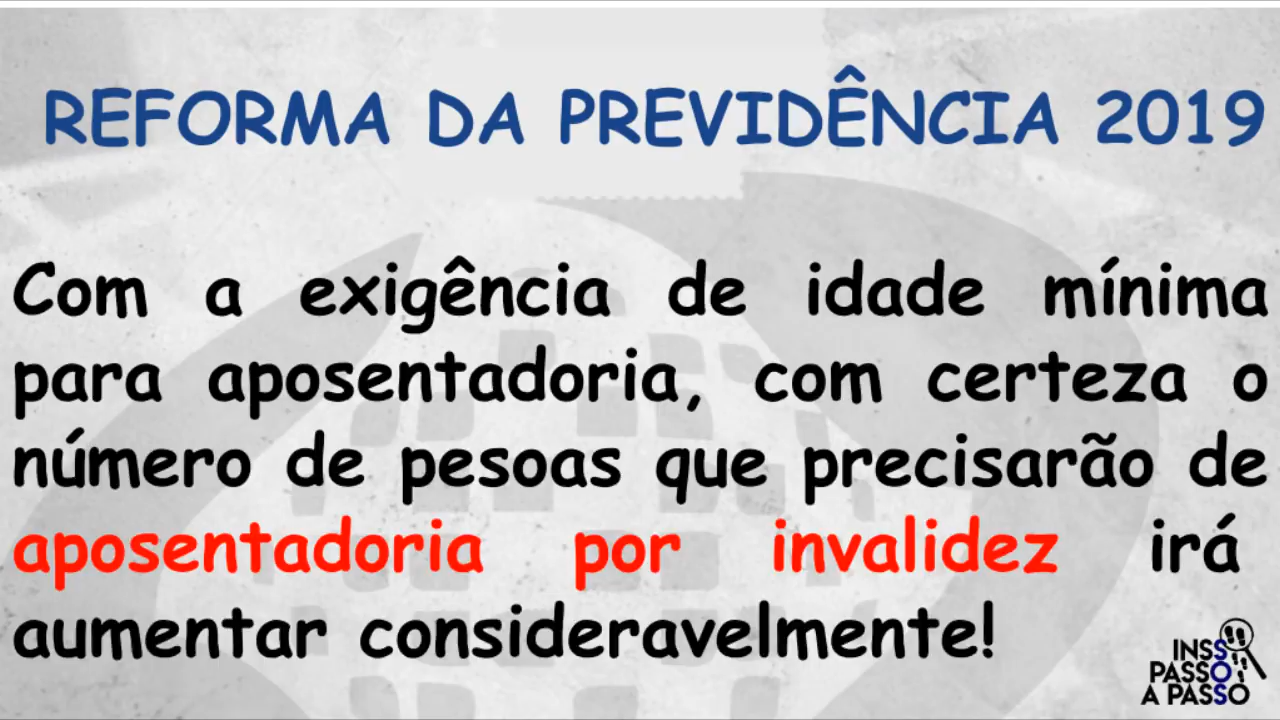 REFORMA DA PREVIDÊNCIA 2019
Com a exigência de idade mínima
para aposentadoria, com certeza o
número de pesoas que precisarão de
aposentadoria por invalidez irá
aumentar consideravelmente!
INSS
PASSO
A PASSO